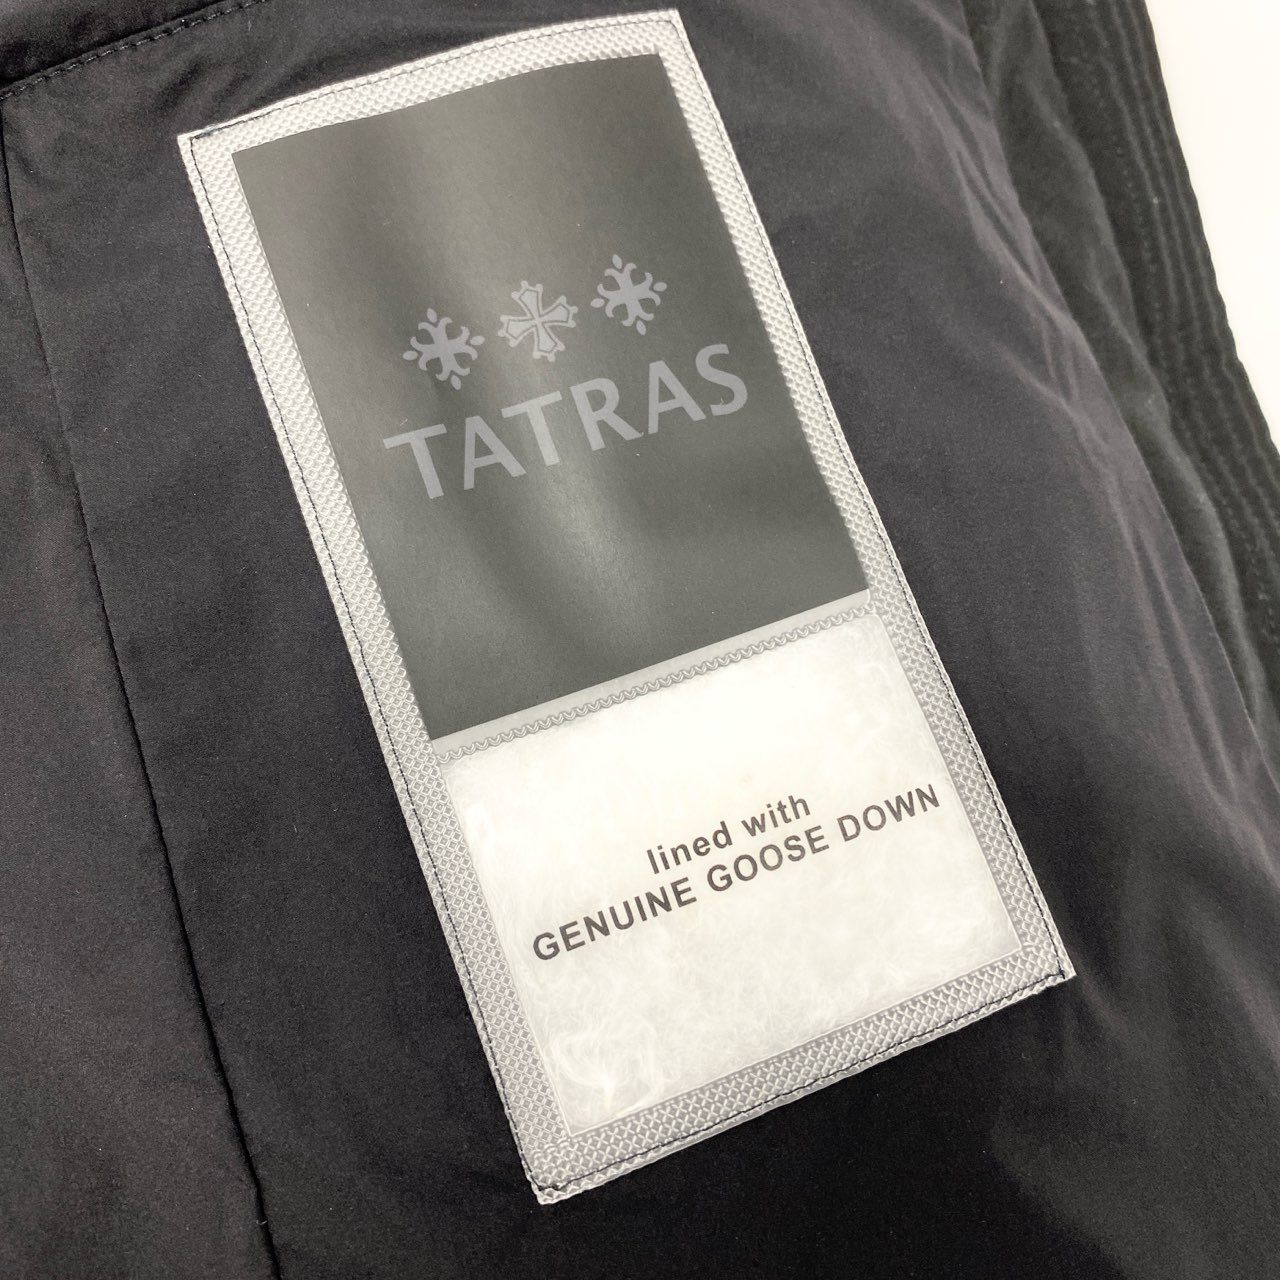 TATRAS
lined with
GENUINE GOOSE DOWN